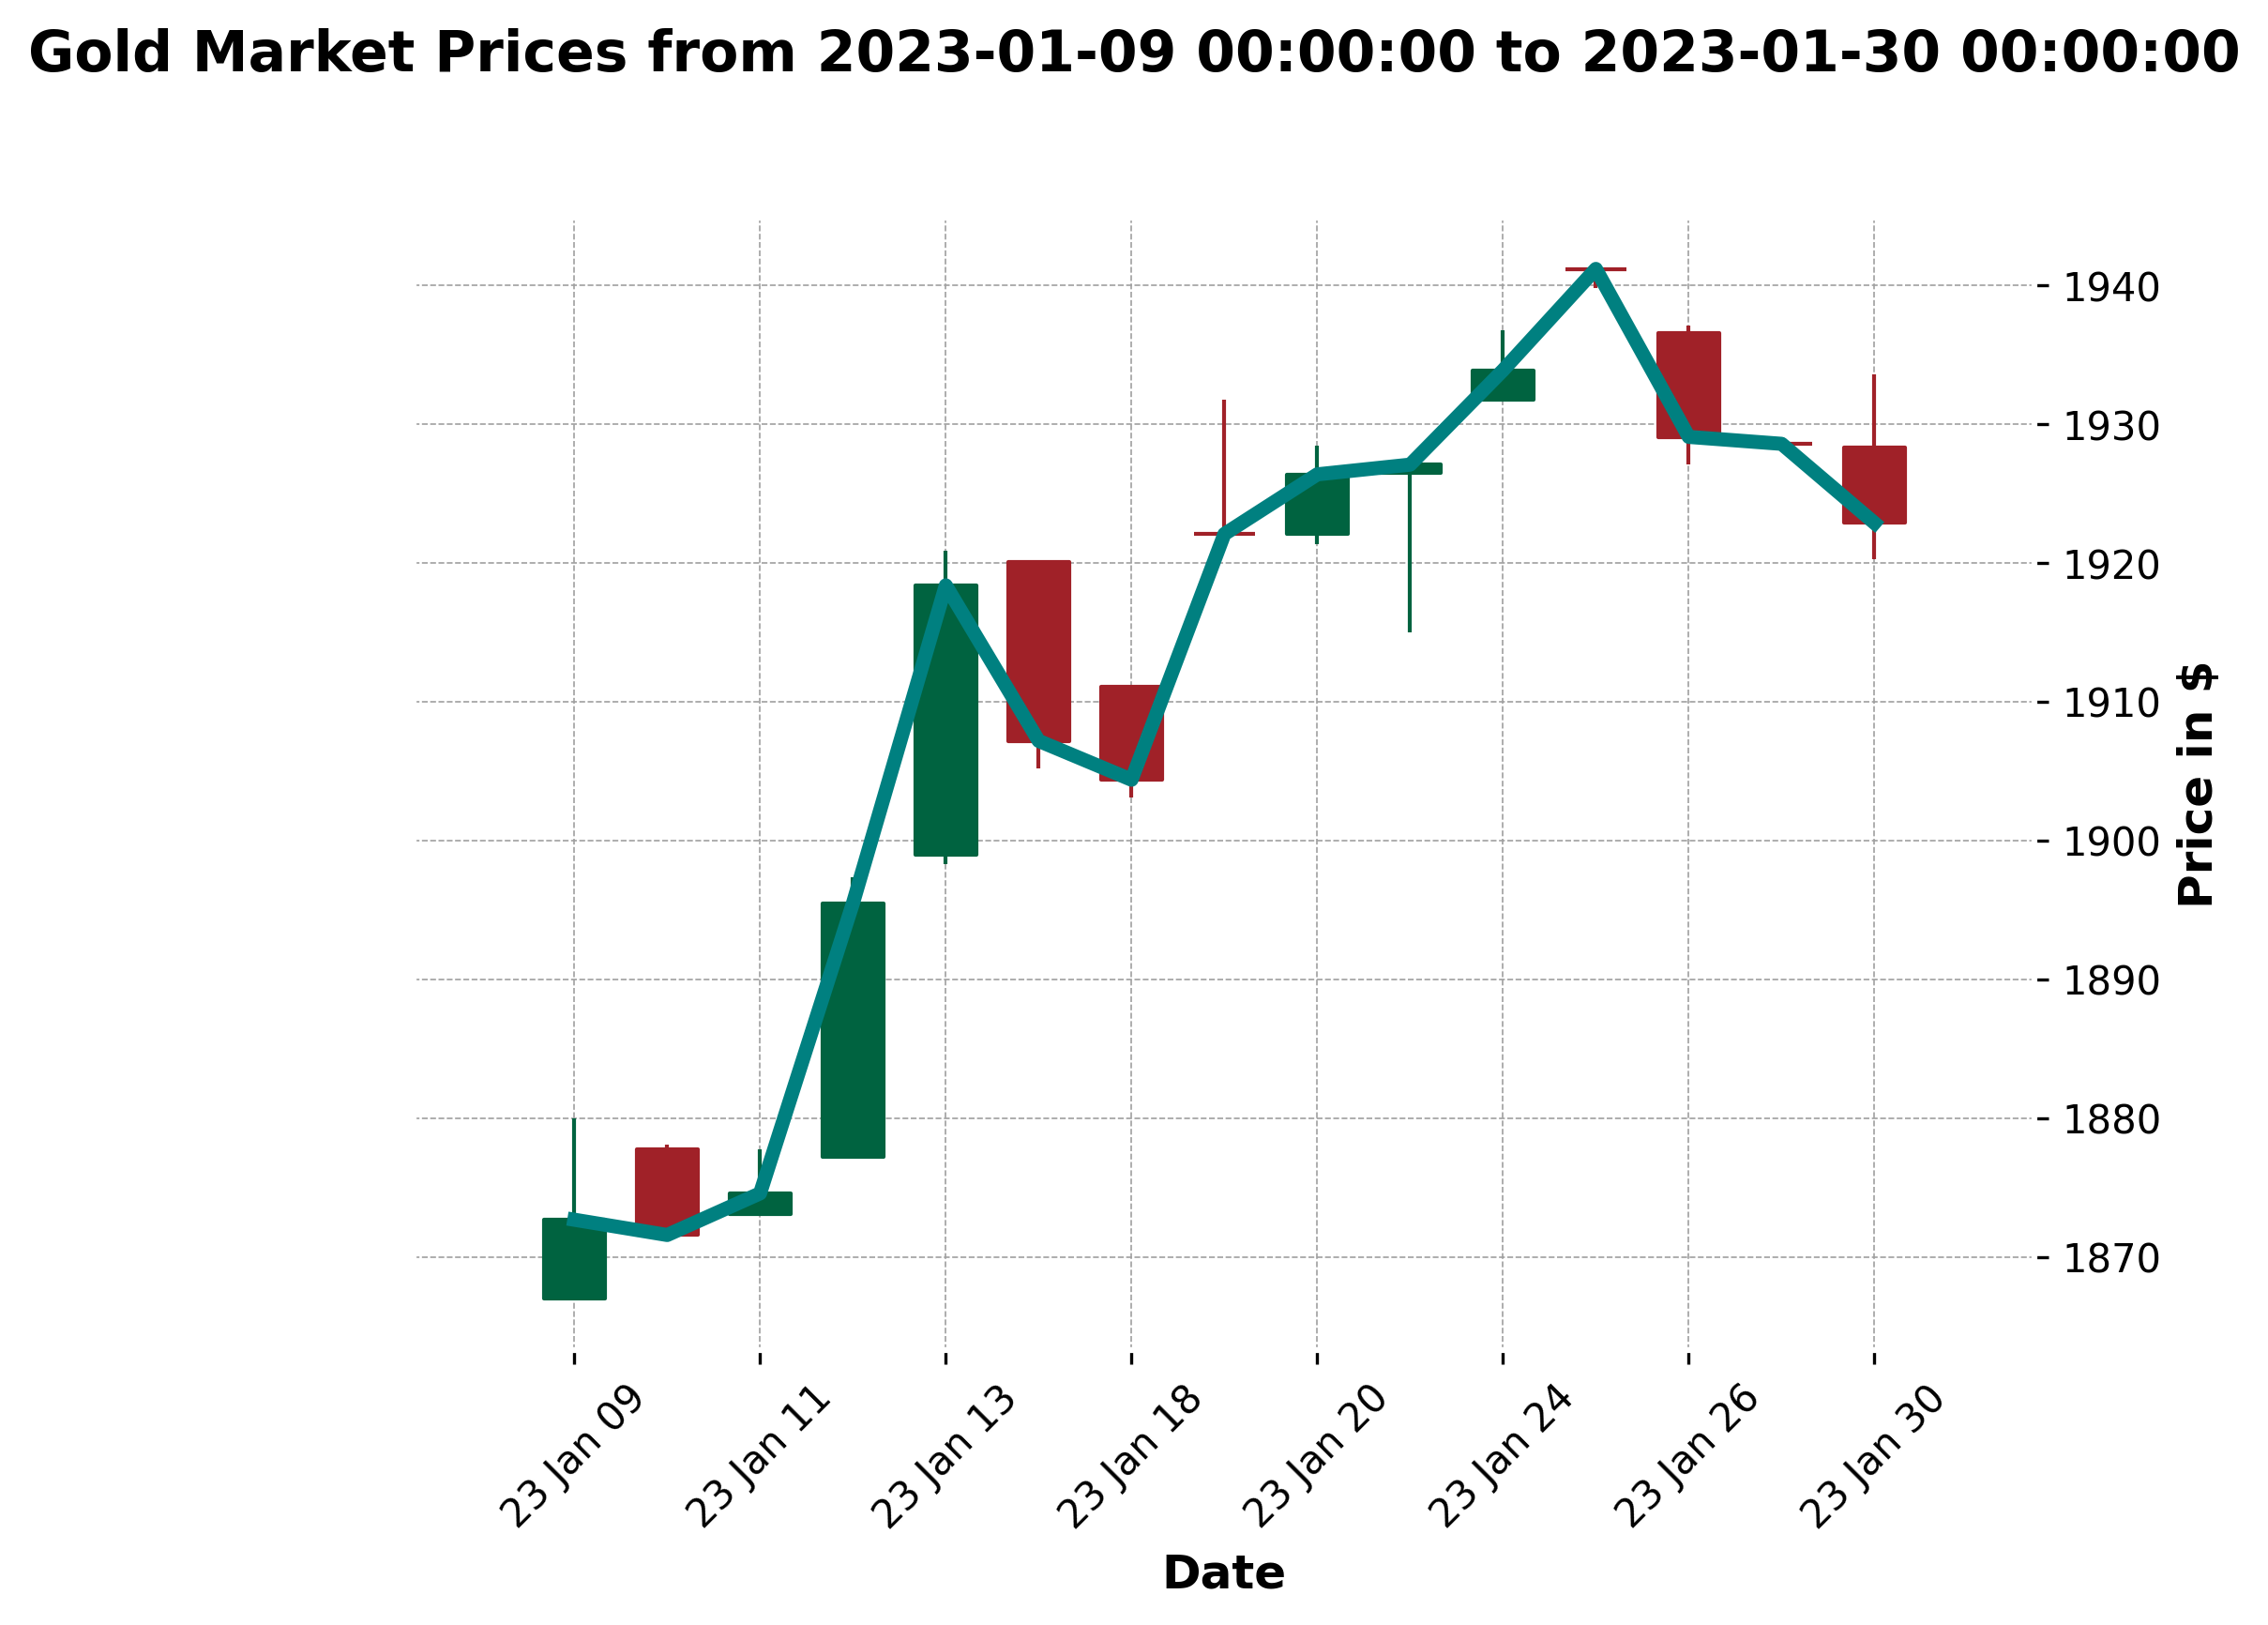 Gold Market Prices from 2023-01-09 00:00:00 to 2023-01-30 00:00:00
1940
1930
1920
1910
1900
1890
1880
1870
Price in $
23 Jan 09
23 Jan 11
23 Jan 13
23 Jan 18
23 Jan 20
23 Jan 24
23 Jan 26
23 Jan 30
Date